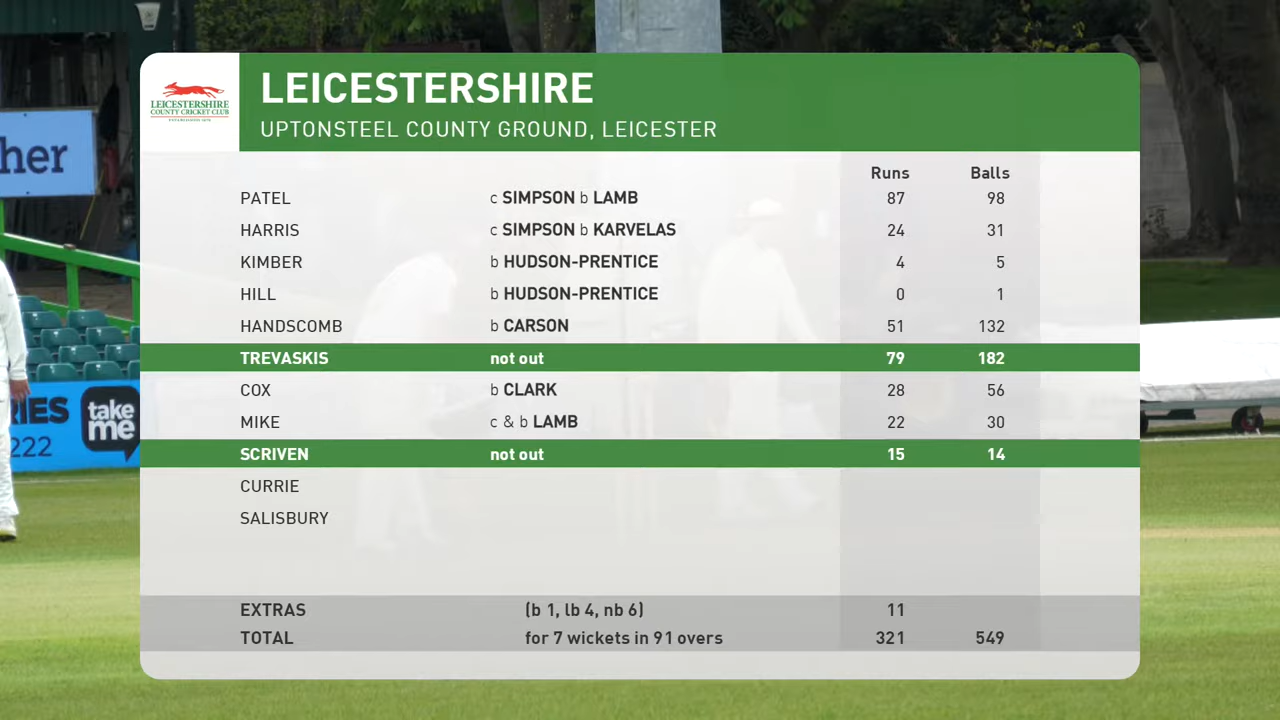 LEICESTERSHIRE
COUNTY CRICKET CLUB
LEICESTERSHIRE
UPTONSTEEL COUNTY GROUND, LEICESTER
Runs Balls
PATEL c SIMPSON b LAMB 87 98
HARRIS c SIMPSON b KARVELAS 24 31
KIMBER b HUDSON-PRENTICE 4 5
HILL b HUDSON-PRENTICE 0 1
HANDSCOMB b CARSON 51 132
TREVASKIS not out 79 182
COX b CLARK 28 56
MIKE c & b LAMB 22 30
SCRIVEN not out 15 14
CURRIE
SALISBURY
EXTRAS (b 1, lb 4, nb 6) 11
TOTAL for 7 wickets in 91 overs 321 549
her
RIES
222
take
me